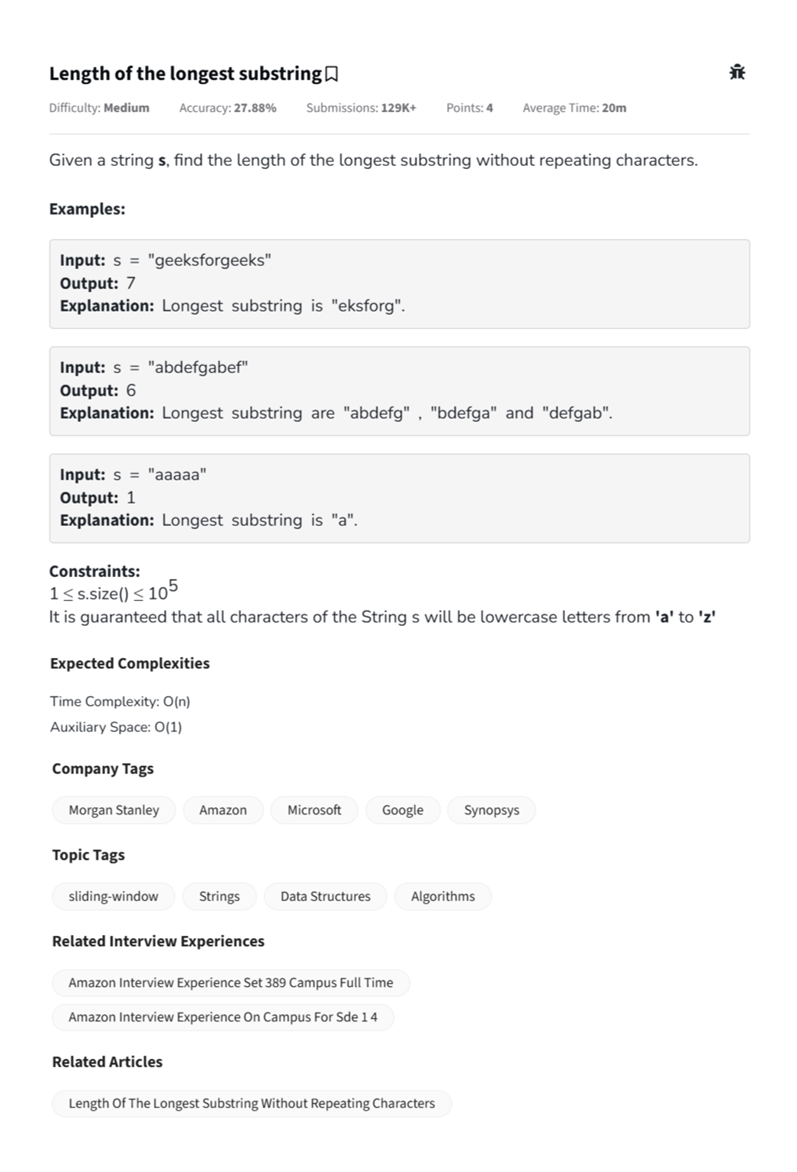 Length of the longest substring
Difficulty: Medium Accuracy: 27.88% Submissions: 129K+ Points: 4 Average Time: 20m
Given a string s, find the length of the longest substring without repeating characters.
Examples:
Input: s = "geeksforgeeks"
Output: 7
Explanation: Longest substring is "eksforg".
Input: s = "abdefgabef"
Output: 6
Explanation: Longest substring are "abdefg" , "bdefga" and "defgab".
Input: s = "aaaaa"
Output: 1
Explanation: Longest substring is "a".
Constraints:
1 ≤ s.size() ≤ 10^5
It is guaranteed that all characters of the String s will be lowercase letters from 'a' to 'z'
Expected Complexities
Time Complexity: O(n)
Auxiliary Space: O(1)
Company Tags
Morgan Stanley Amazon Microsoft Google Synopsys
Topic Tags
sliding-window Strings Data Structures Algorithms
Related Interview Experiences
Amazon Interview Experience Set 389 Campus Full Time
Amazon Interview Experience On Campus For Sde 1 4
Related Articles
Length Of The Longest Substring Without Repeating Characters